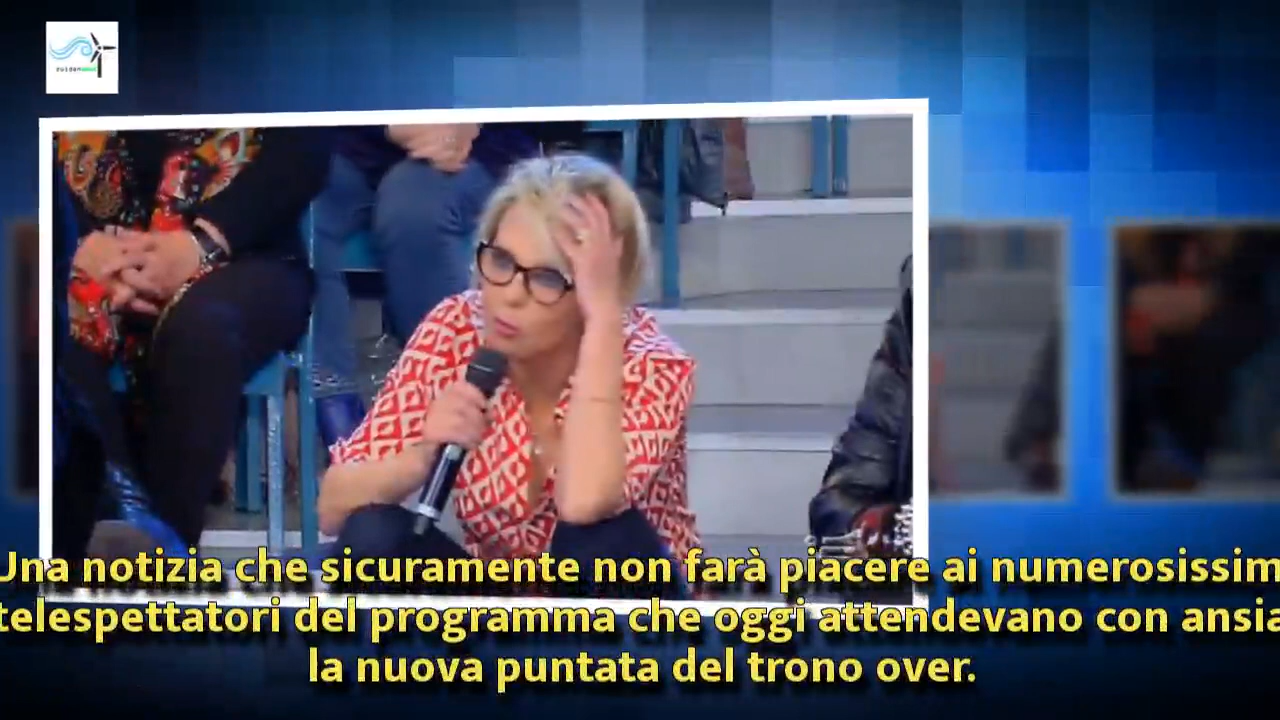 Una notizia che sicuramente non farà piacere ai numerosissim
telespettatori del programma che oggi attendevano con ansia
la nuova puntata del trono over.